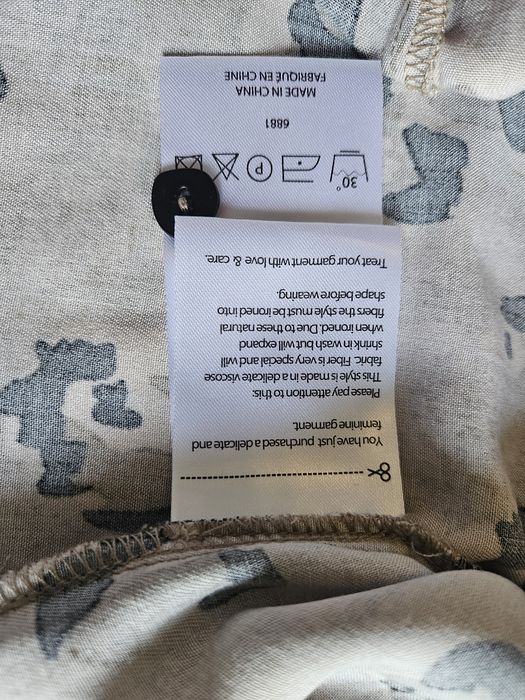 You have just purchased a delicate and
feminine garment.
Please pay attention to this:
This style is made in a delicate viscose
fabric. Fiber is very special and will
shrink in wash but will expand
when ironed. Due to these natural
fibers the style must be ironed into
shape before wearing.
Treat your garment with love & care.
30°
P
6881
MADE IN CHINA
FABRIQUÉ EN CHINE